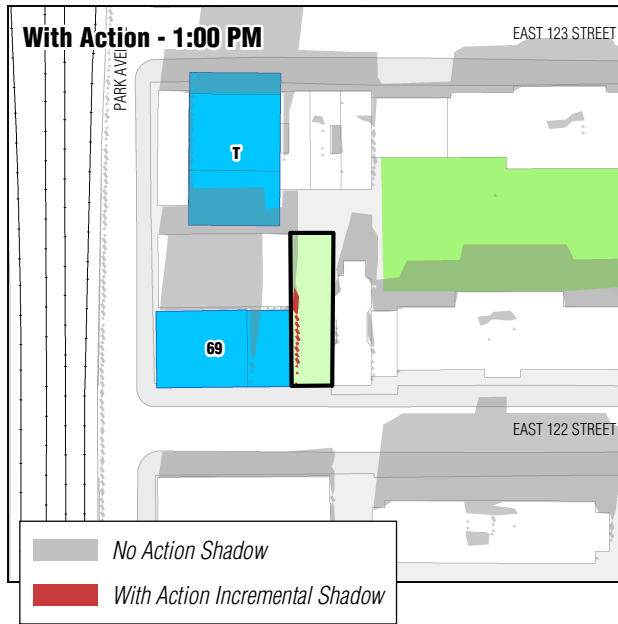 With Action - 1:00 PM
EAST 123 STREET
PARK AVE
T
69
EAST 122 STREET
No Action Shadow
With Action Incremental Shadow